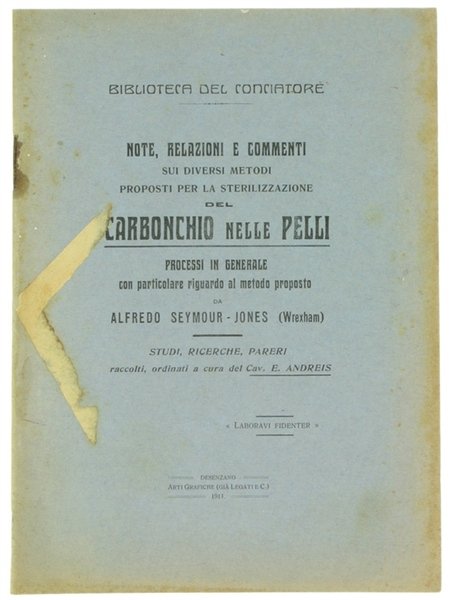 BIBLIOTECA DEL CONCIATORE
NOTE, RELAZIONI E COMMENTI
SUI DIVERSI METODI
PROPOSTI PER LA STERILIZZAZIONE
DEL
CARBONCHIO NELLE PELLI
PROCESSI IN GENERALE
con particolare riguardo al metodo proposto
DA
ALFREDO SEYMOUR - JONES (Wrexham)
STUDI, RICERCHE, PARERI
raccolti, ordinati a cura del Cav. E. ANDREIS
« LABORAVI FIDENTER »
DESENZANO
ARTI GRAFICHE (GIÀ LEGATI E C.)
1911